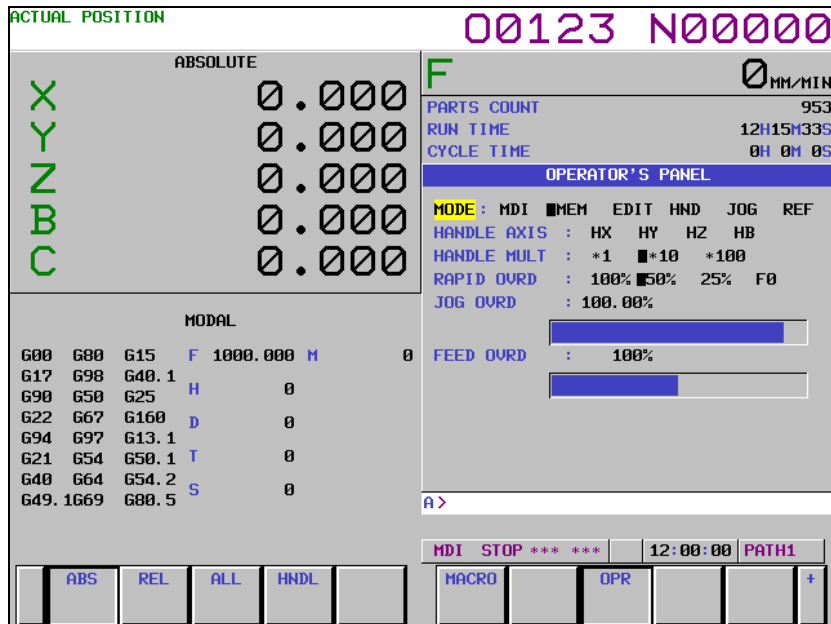 ACTUAL POSITION
O0123 N00000
ABSOLUTE
X 0.000
Y 0.000
Z 0.000
B 0.000
C 0.000
F 0 MM/MIN
PARTS COUNT 953
RUN TIME 12H15M33S
CYCLE TIME 0H 0M 0S
OPERATOR'S PANEL
MODE : MDI MEM EDIT HND JOG REF
HANDLE AXIS : HX HY HZ HB
HANDLE MULT : *1 *10 *100
RAPID OVRD : 100% 50% 25% F0
JOG OVRD : 100.00%
FEED OVRD : 100%
MODAL
G00 G80 G15 F 1000.000 M 0
G17 G98 G40.1
H 0
G90 G50 G25
G22 G67 G160
D 0
G94 G97 G13.1
G21 G54 G50.1 T 0
G40 G64 G54.2
S 0
G49.1G69 G80.5
A>
MDI STOP *** *** 12:00:00 PATH1
ABS REL ALL HNDL MACRO OPR +